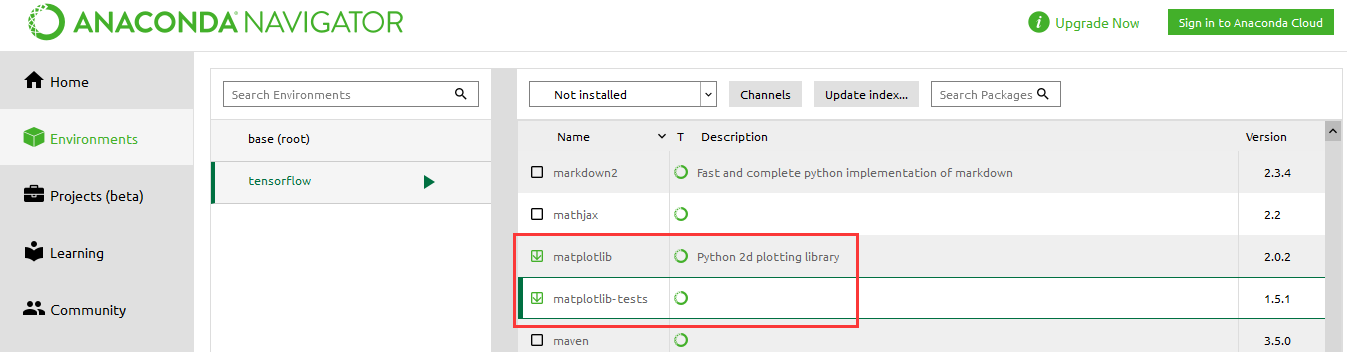 ANACONDA NAVIGATOR
Upgrade Now
Sign in to Anaconda Cloud
Home
Environments
Projects (beta)
Learning
Community
Search Environments
base (root)
tensorflow
Not installed
Channels
Update index...
Search Packages
Name T Description Version
markdown2 Fast and complete python implementation of markdown 2.3.4
mathjax 2.2
matplotlib Python 2d plotting library 2.0.2
matplotlib-tests 1.5.1
maven 3.5.0